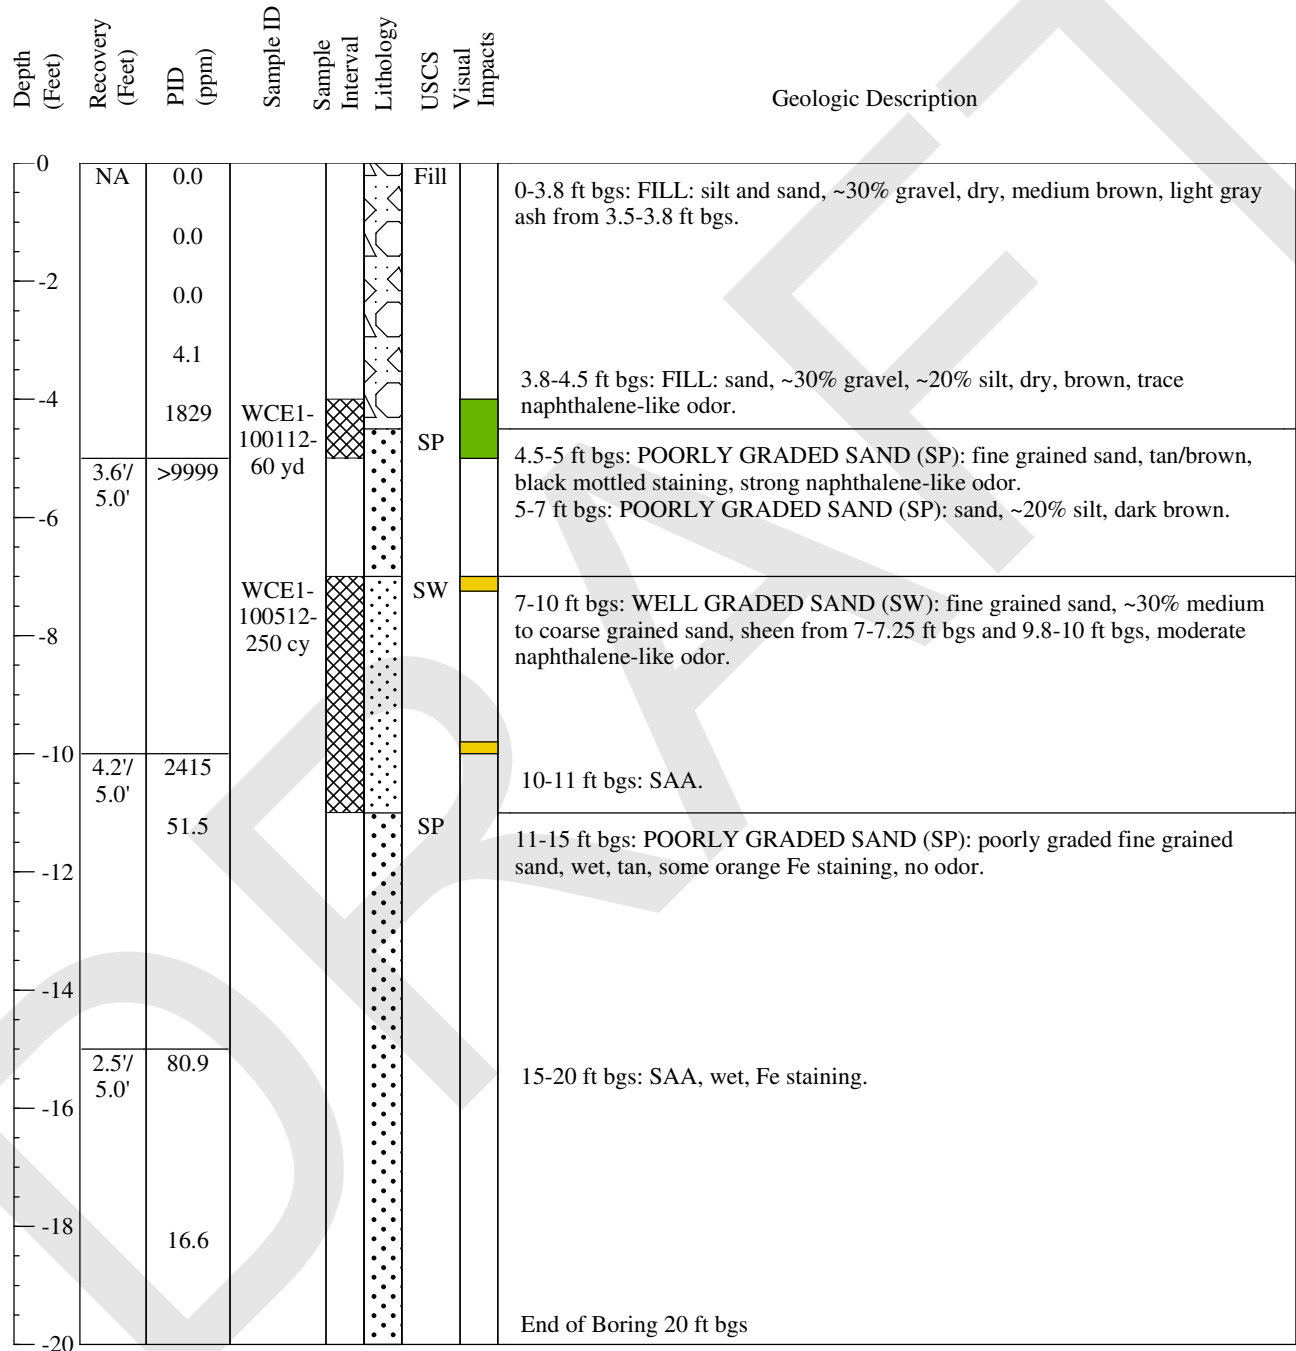 Depth
(Feet)
Recovery
(Feet)
PID
(ppm)
Sample ID
Sample
Interval
Lithology
USCS
Visual
Impacts
Geologic Description
0
-2
-4
-6
-8
-10
-12
-14
-16
-18
-20
NA
3.6'/
5.0'
4.2'/
5.0'
2.5'/
5.0'
0.0
0.0
0.0
4.1
1829
>9999
2415
51.5
80.9
16.6
WCE1-
100112-
60 yd
WCE1-
100512-
250 cy
Fill
SP
SW
SP
0-3.8 ft bgs: FILL: silt and sand, ~30% gravel, dry, medium brown, light gray
ash from 3.5-3.8 ft bgs.
3.8-4.5 ft bgs: FILL: sand, ~30% gravel, ~20% silt, dry, brown, trace
naphthalene-like odor.
4.5-5 ft bgs: POORLY GRADED SAND (SP): fine grained sand, tan/brown,
black mottled staining, strong naphthalene-like odor.
5-7 ft bgs: POORLY GRADED SAND (SP): sand, ~20% silt, dark brown.
7-10 ft bgs: WELL GRADED SAND (SW): fine grained sand, ~30% medium
to coarse grained sand, sheen from 7-7.25 ft bgs and 9.8-10 ft bgs, moderate
naphthalene-like odor.
10-11 ft bgs: SAA.
11-15 ft bgs: POORLY GRADED SAND (SP): poorly graded fine grained
sand, wet, tan, some orange Fe staining, no odor.
15-20 ft bgs: SAA, wet, Fe staining.
End of Boring 20 ft bgs
DRAFT